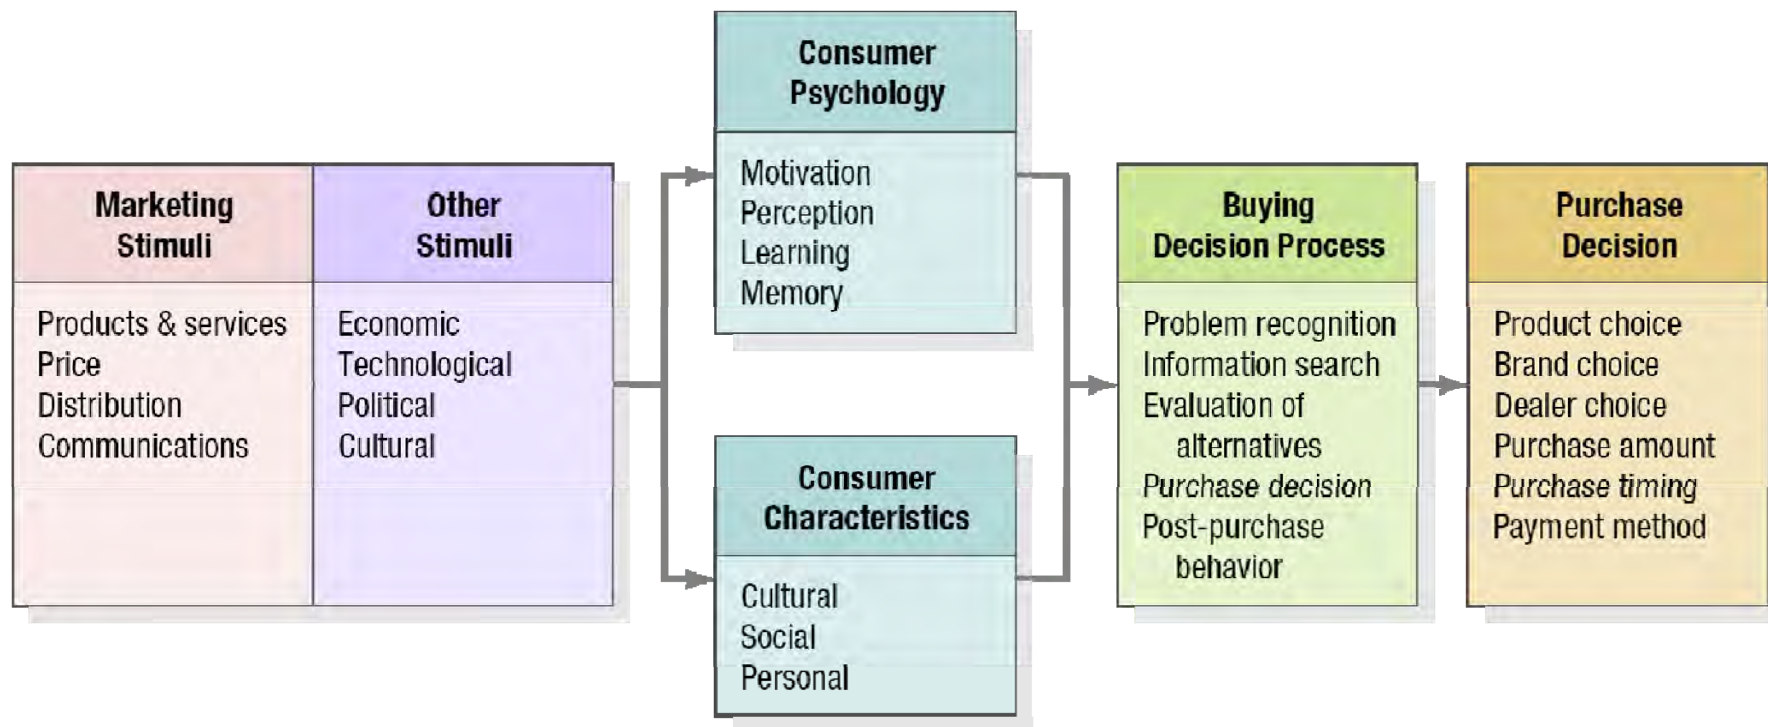 Marketing
Stimuli
Products & services
Price
Distribution
Communications
Other
Stimuli
Economic
Technological
Political
Cultural
Consumer
Psychology
Motivation
Perception
Learning
Memory
Consumer
Characteristics
Cultural
Social
Personal
Buying
Decision Process
Problem recognition
Information search
Evaluation of
alternatives
Purchase decision
Post-purchase
behavior
Purchase
Decision
Product choice
Brand choice
Dealer choice
Purchase amount
Purchase timing
Payment method